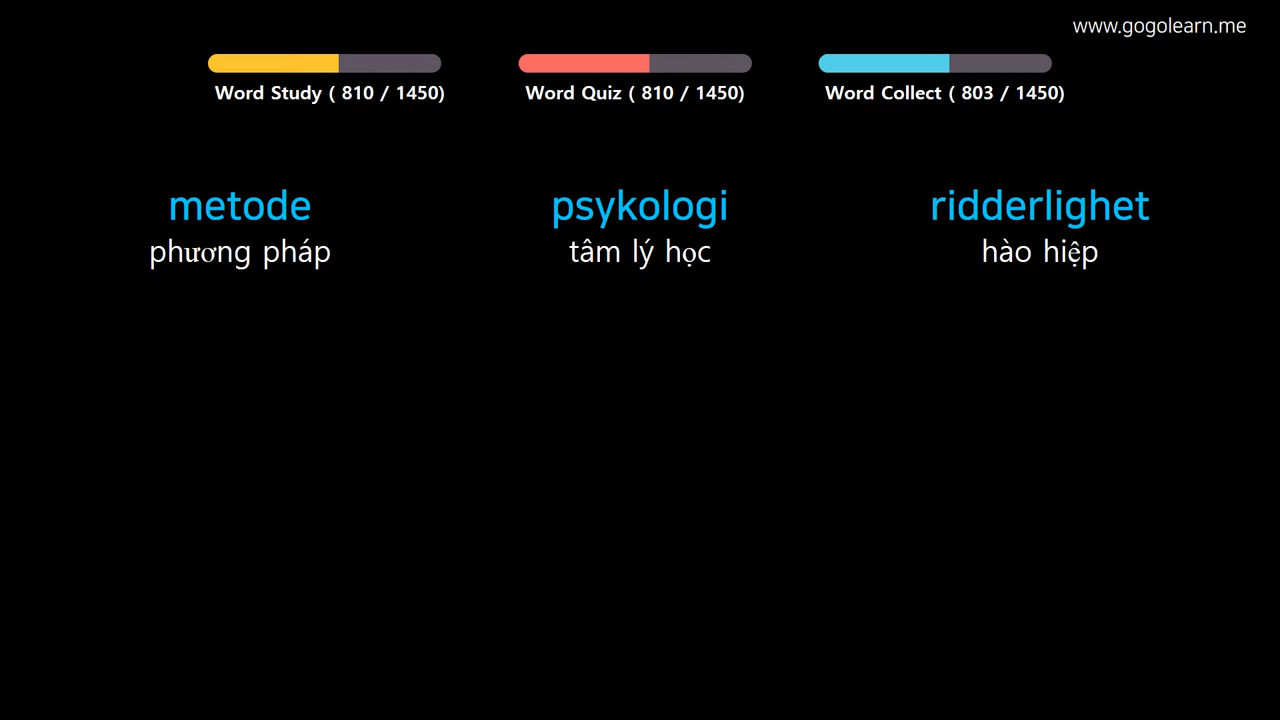 www.gogolearn.me
Word Study ( 810 / 1450)
Word Quiz ( 810 / 1450)
Word Collect ( 803 / 1450)
metode
phương pháp
psykologi
tâm lý học
ridderlighet
hào hiệp